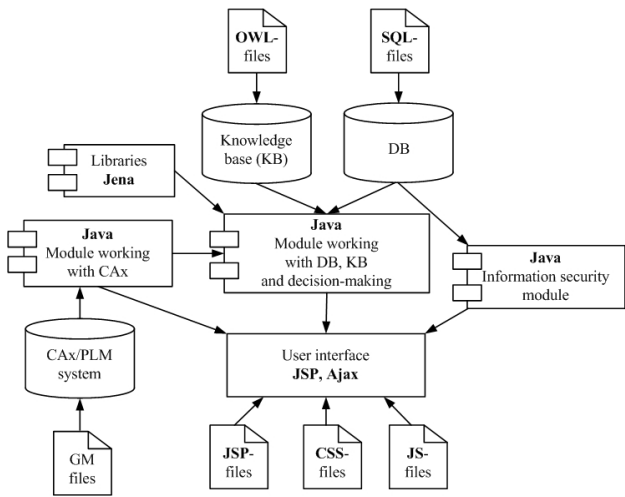 OWL-
files
SQL-
files
Knowledge
base (KB)
DB
Libraries
Jena
Java
Module working
with CAx
Java
Module working
with DB, KB
and decision-making
Java
Information security
module
CAx/PLM
system
User interface
JSP, Ajax
GM
files
JSP-
files
CSS-
files
JS-
files